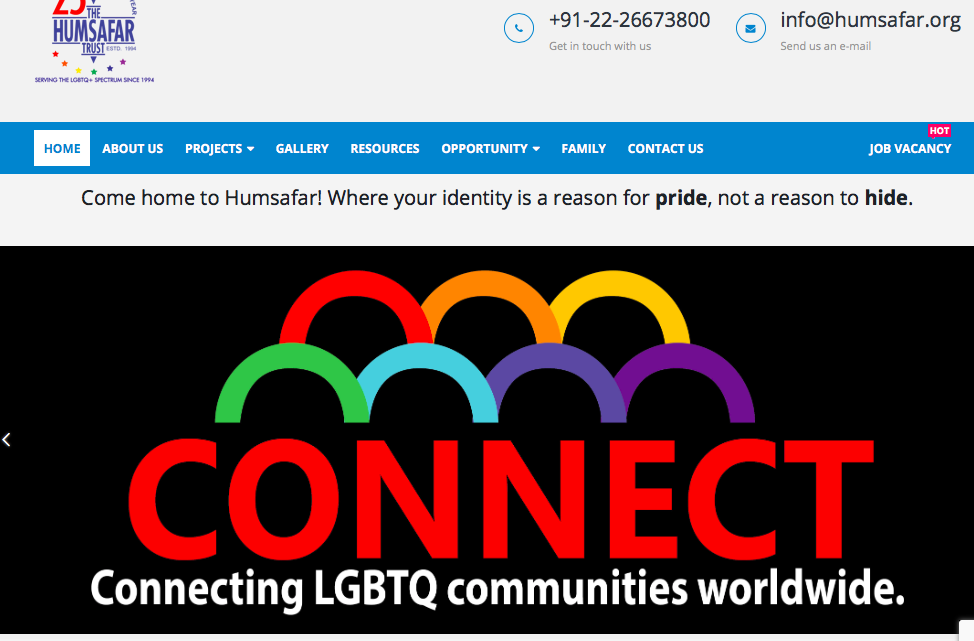 25
YEAR
THE
HUMSAFAR
TRUST ESTD. 1994
SERVING THE LGBTQ+ SPECTRUM SINCE 1994
+91-22-26673800
Get in touch with us
info@humsafar.org
Send us an e-mail
HOT
HOME ABOUT US PROJECTS GALLERY RESOURCES OPPORTUNITY FAMILY CONTACT US JOB VACANCY
Come home to Humsafar! Where your identity is a reason for pride, not a reason to hide.
CONNECT
Connecting LGBTQ communities worldwide.